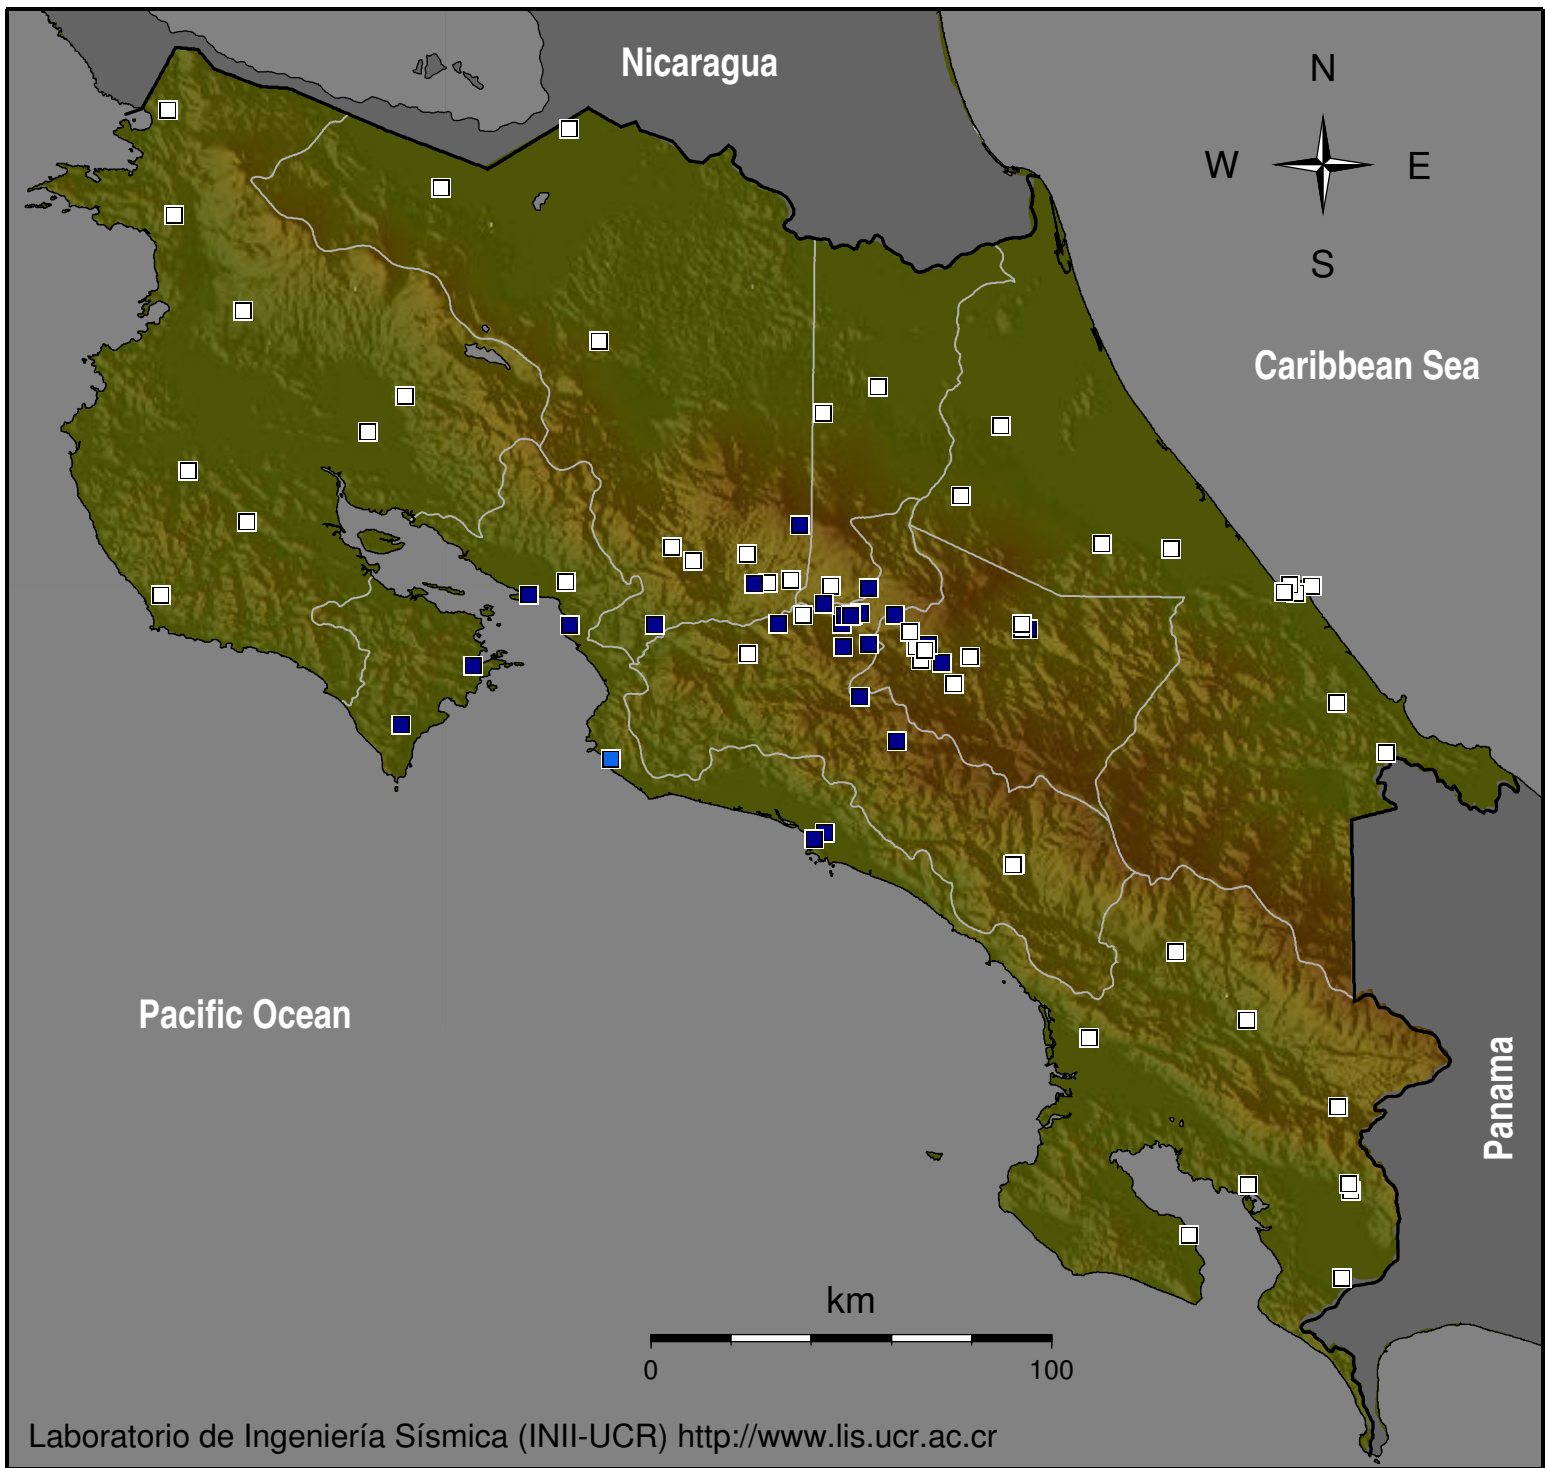 Nicaragua
N
W
E
S
Caribbean Sea
Pacific Ocean
Panama
km
0
100
Laboratorio de Ingeniería Sísmica (INII-UCR) http://www.lis.ucr.ac.cr